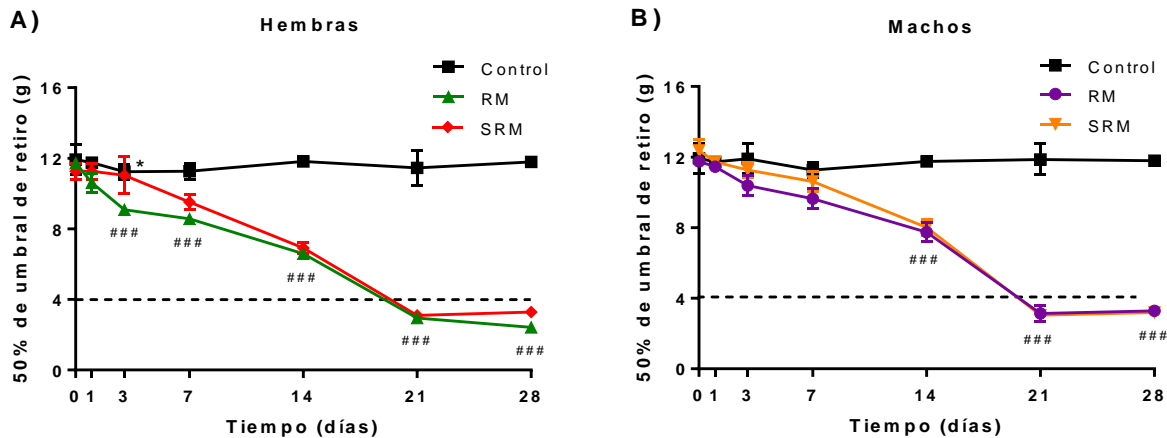 A)
Hembras
Control
RM
SRM
50% de umbral de retiro (g)
16
12
8
4
0
*
###
###
###
###
###
0 1 3 7 14 21 28
Tiempo (días)
B)
Machos
Control
RM
SRM
50% de umbral de retiro (g)
16
12
8
4
0
###
###
###
0 1 3 7 14 21 28
Tiempo (días)